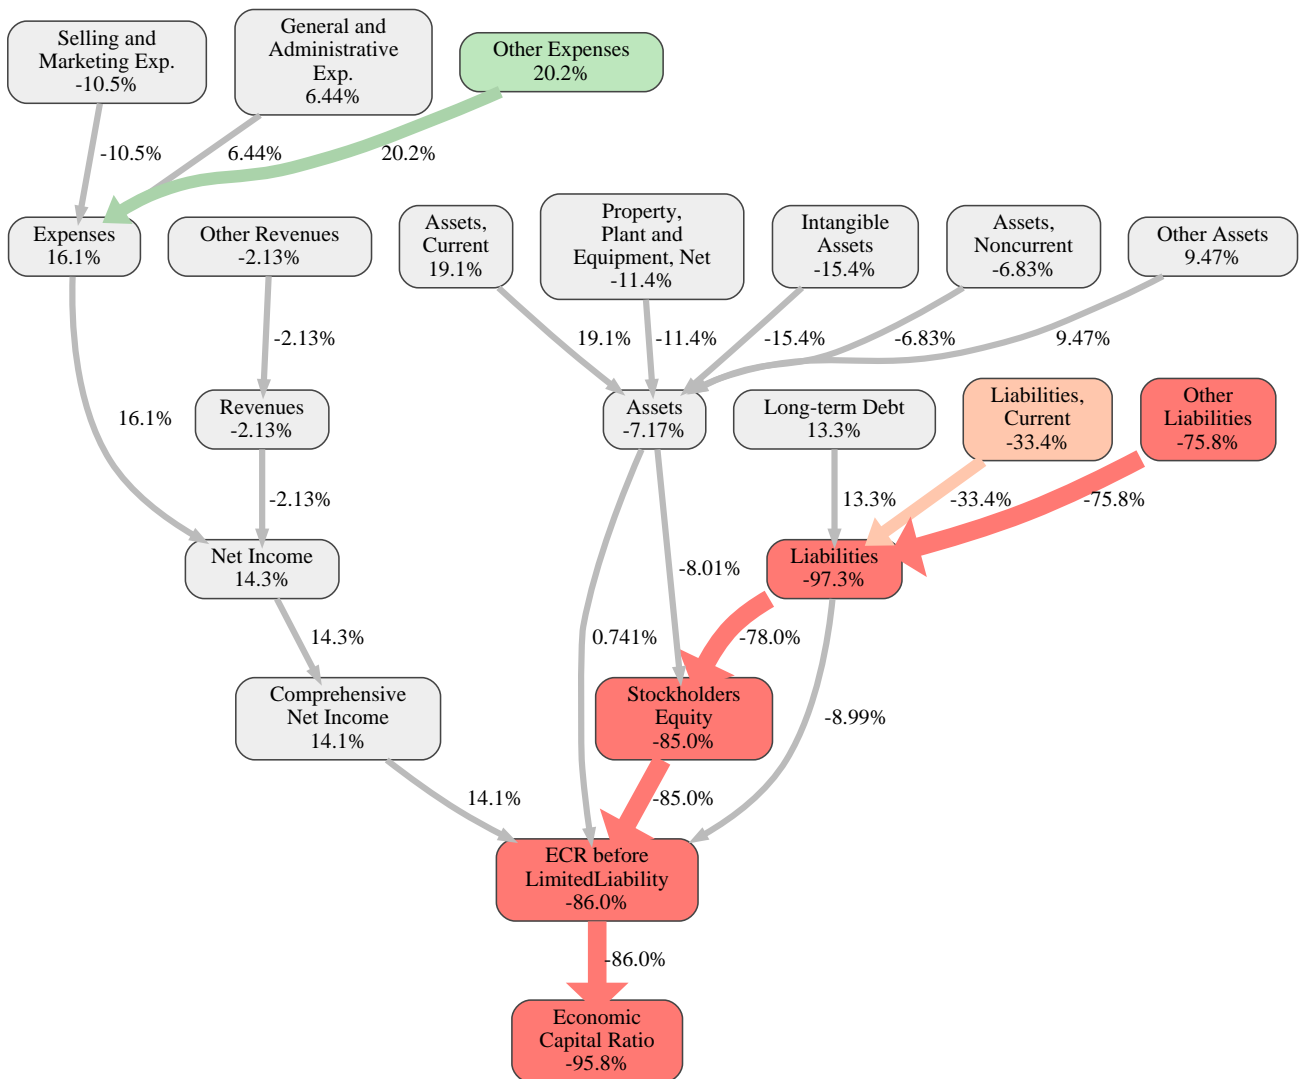 Selling and
Marketing Exp.
-10.5%
General and
Administrative
Exp.
6.44%
Other Expenses
20.2%
-10.5%
6.44%
20.2%
Expenses
16.1%
Other Revenues
-2.13%
Assets,
Current
19.1%
Property,
Plant and
Equipment, Net
-11.4%
Intangible
Assets
-15.4%
Assets,
Noncurrent
-6.83%
Other Assets
9.47%
-2.13%
19.1%
-11.4%
-15.4%
-6.83%
9.47%
16.1%
Revenues
-2.13%
Assets
-7.17%
Long-term Debt
13.3%
Liabilities,
Current
-33.4%
Other
Liabilities
-75.8%
-2.13%
13.3%
-33.4%
-75.8%
Net Income
14.3%
-8.01%
Liabilities
-97.3%
14.3%
0.741%
-78.0%
Comprehensive
Net Income
14.1%
Stockholders
Equity
-85.0%
-8.99%
14.1%
-85.0%
ECR before
LimitedLiability
-86.0%
-86.0%
Economic
Capital Ratio
-95.8%